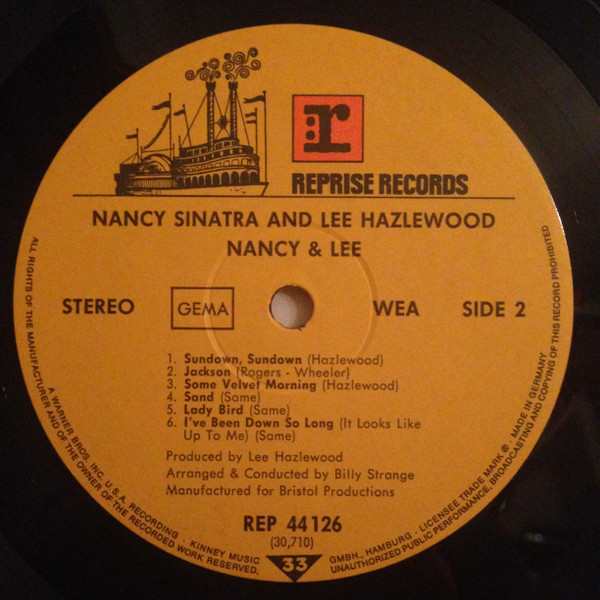 :r
REPRISE RECORDS
NANCY SINATRA AND LEE HAZLEWOOD
NANCY & LEE
STEREO GEMA WEA SIDE 2
1. Sundown, Sundown (Hazlewood)
2. Jackson (Rogers - Wheeler)
3. Some Velvet Morning (Hazlewood)
4. Sand (Same)
5. Lady Bird (Same)
6. I've Been Down So Long (It Looks Like
Up To Me) (Same)
Produced by Lee Hazlewood
Arranged & Conducted by Billy Strange
Manufactured for Bristol Productions
REP 44126
(30,710)
33
ALL RIGHTS OF THE MANUFACTURER AND OF THE OWNER OF THE RECORDED WORK RESERVED.
A WARNER BROS. INC. U.S.A. RECORDING · KINNEY MUSIC GMBH., HAMBURG · LICENSEE TRADE MARK ® · MADE IN GERMANY
UNAUTHORIZED PUBLIC PERFORMANCE, BROADCASTING AND COPYING OF THIS RECORD PROHIBITED